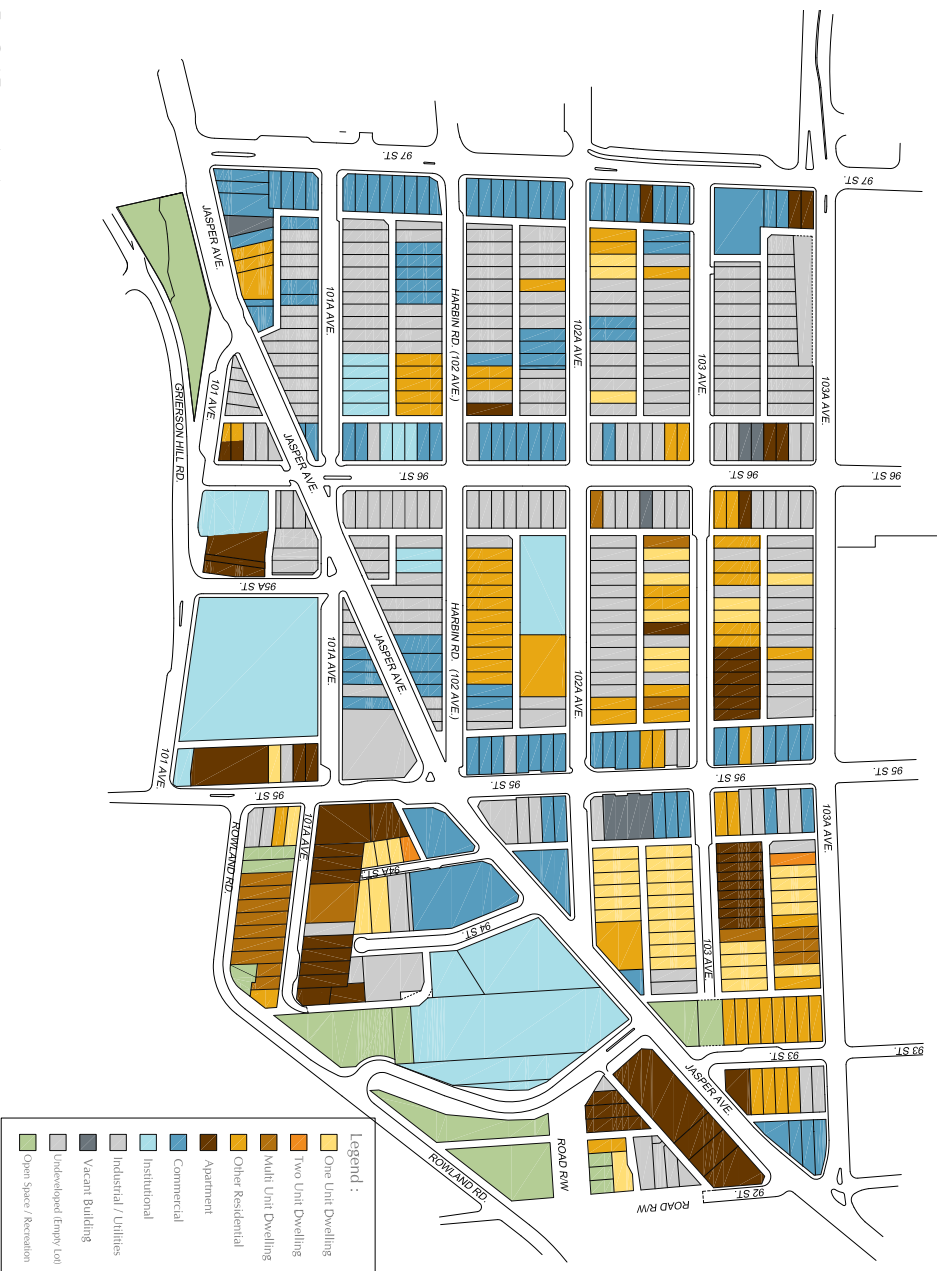 97 ST.
97 ST.
JASPER AVE.
101A AVE.
HARBIN RD. (102 AVE.)
102A AVE.
103 AVE.
103A AVE.
GRIERSON HILL RD.
101 AVE.
JASPER AVE.
96 ST.
96 ST.
96 ST.
95A ST.
101A AVE.
JASPER AVE.
HARBIN RD. (102 AVE.)
102A AVE.
101 AVE.
95 ST.
95 ST.
95 ST.
95 ST.
ROWLAND RD.
101A AVE.
94A ST.
94 ST.
103 AVE.
103A AVE.
93 ST.
93 ST.
JASPER AVE.
ROAD R/W
ROWLAND RD.
ROAD R/W
92 ST.
Legend :
One Unit Dwelling
Two Unit Dwelling
Multi Unit Dwelling
Other Residential
Apartment
Commercial
Institutional
Industrial / Utilities
Vacant Building
Undeveloped (Empty Lot)
Open Space / Recreation